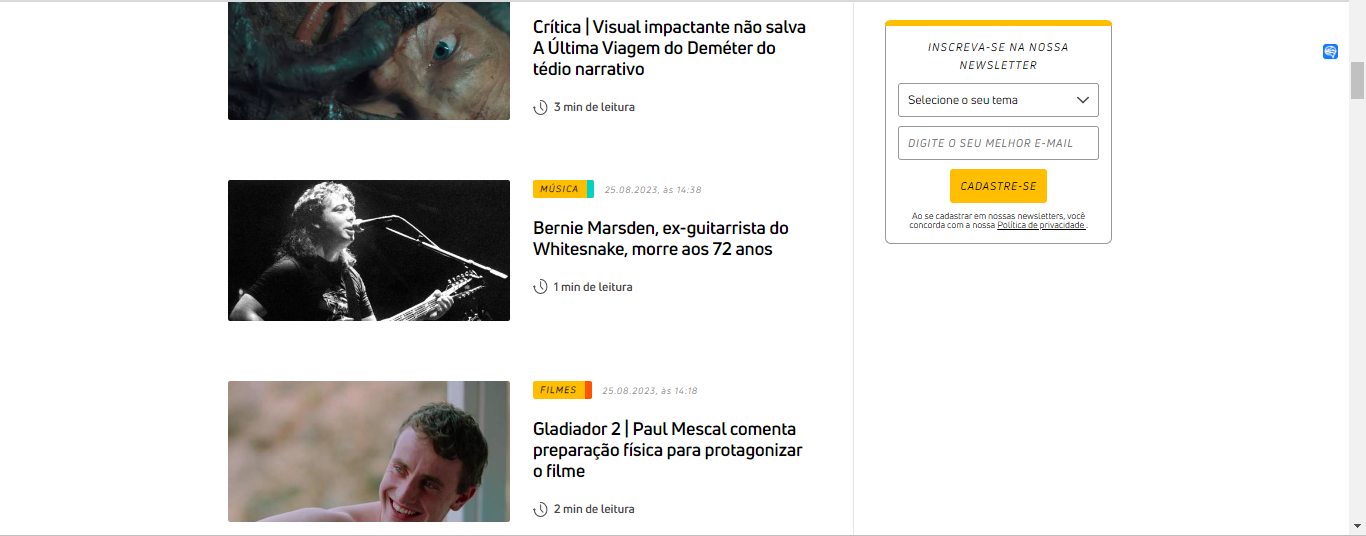 Crítica | Visual impactante não salva
A Última Viagem do Deméter do
tédio narrativo
3 min de leitura
MÚSICA 25.08.2023, às 14:38
Bernie Marsden, ex-guitarrista do
Whitesnake, morre aos 72 anos
1 min de leitura
FILMES 25.08.2023, às 14:18
Gladiador 2 | Paul Mescal comenta
preparação física para protagonizar
o filme
2 min de leitura
INSCREVA-SE NA NOSSA
NEWSLETTER
Selecione o seu tema
DIGITE O SEU MELHOR E-MAIL
CADASTRE-SE
Ao se cadastrar em nossas newsletters, você
concorda com a nossa Política de privacidade .